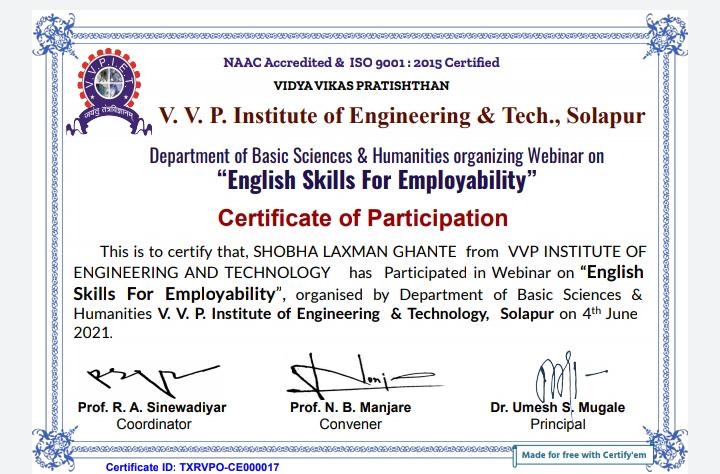 NAAC Accredited & ISO 9001 : 2015 Certified
VIDYA VIKAS PRATISHTHAN
V. V. P. Institute of Engineering & Tech., Solapur
V V P I E T
Department of Basic Sciences & Humanities organizing Webinar on
“English Skills For Employability”
Certificate of Participation
This is to certify that, SHOBHA LAXMAN GHANTE from VVP INSTITUTE OF
ENGINEERING AND TECHNOLOGY has Participated in Webinar on “English
Skills For Employability”, organised by Department of Basic Sciences &
Humanities V. V. P. Institute of Engineering & Technology, Solapur on 4th June
2021.
Prof. R. A. Sinewadiyar
Coordinator
Prof. N. B. Manjare
Convener
Dr. Umesh S. Mugale
Principal
Made for free with Certify'em
Certificate ID: TXRVPO-CE000017